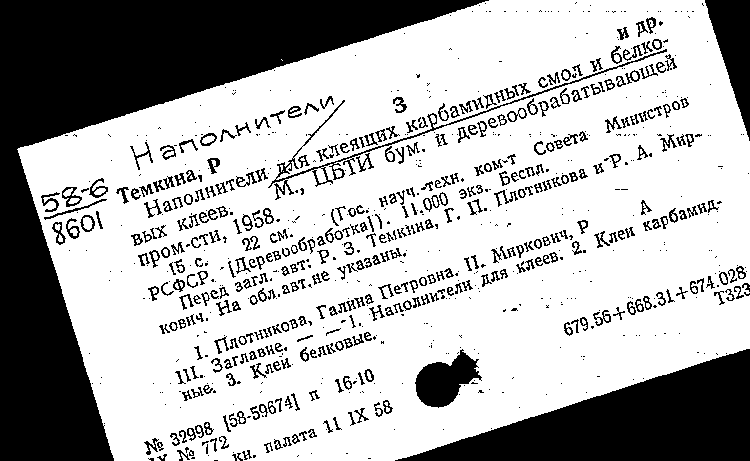 Наполнители
58-6
8601
Темкина, Р З и др.
Наполнители для клеящих карбамидных смол и белко-
вых клеев. М., ЦБТИ бум. и деревообрабатывающей
пром-сти, 1958.
15 с. 22 см. (Гос. науч.-техн. ком-т Совета Министров
РСФСР. [Деревообработка]). 11.000 экз. Беспл.
Перед загл. авт: Р. З. Темкина, Г. П. Плотникова и Р. А. Мир-
кович. На обл.авт.не указаны.
I. Плотникова, Галина Петровна. II. Миркович, Р А
III. Заглавие. — — 1. Наполнители для клеев. 2. Клеи карбамид-
ные. 3. Клеи белковые.
679.56+668.31+674.028
Т323
№ 32998 [58-59674] п 16-10
№ 772
кн. палата 11 IX 58